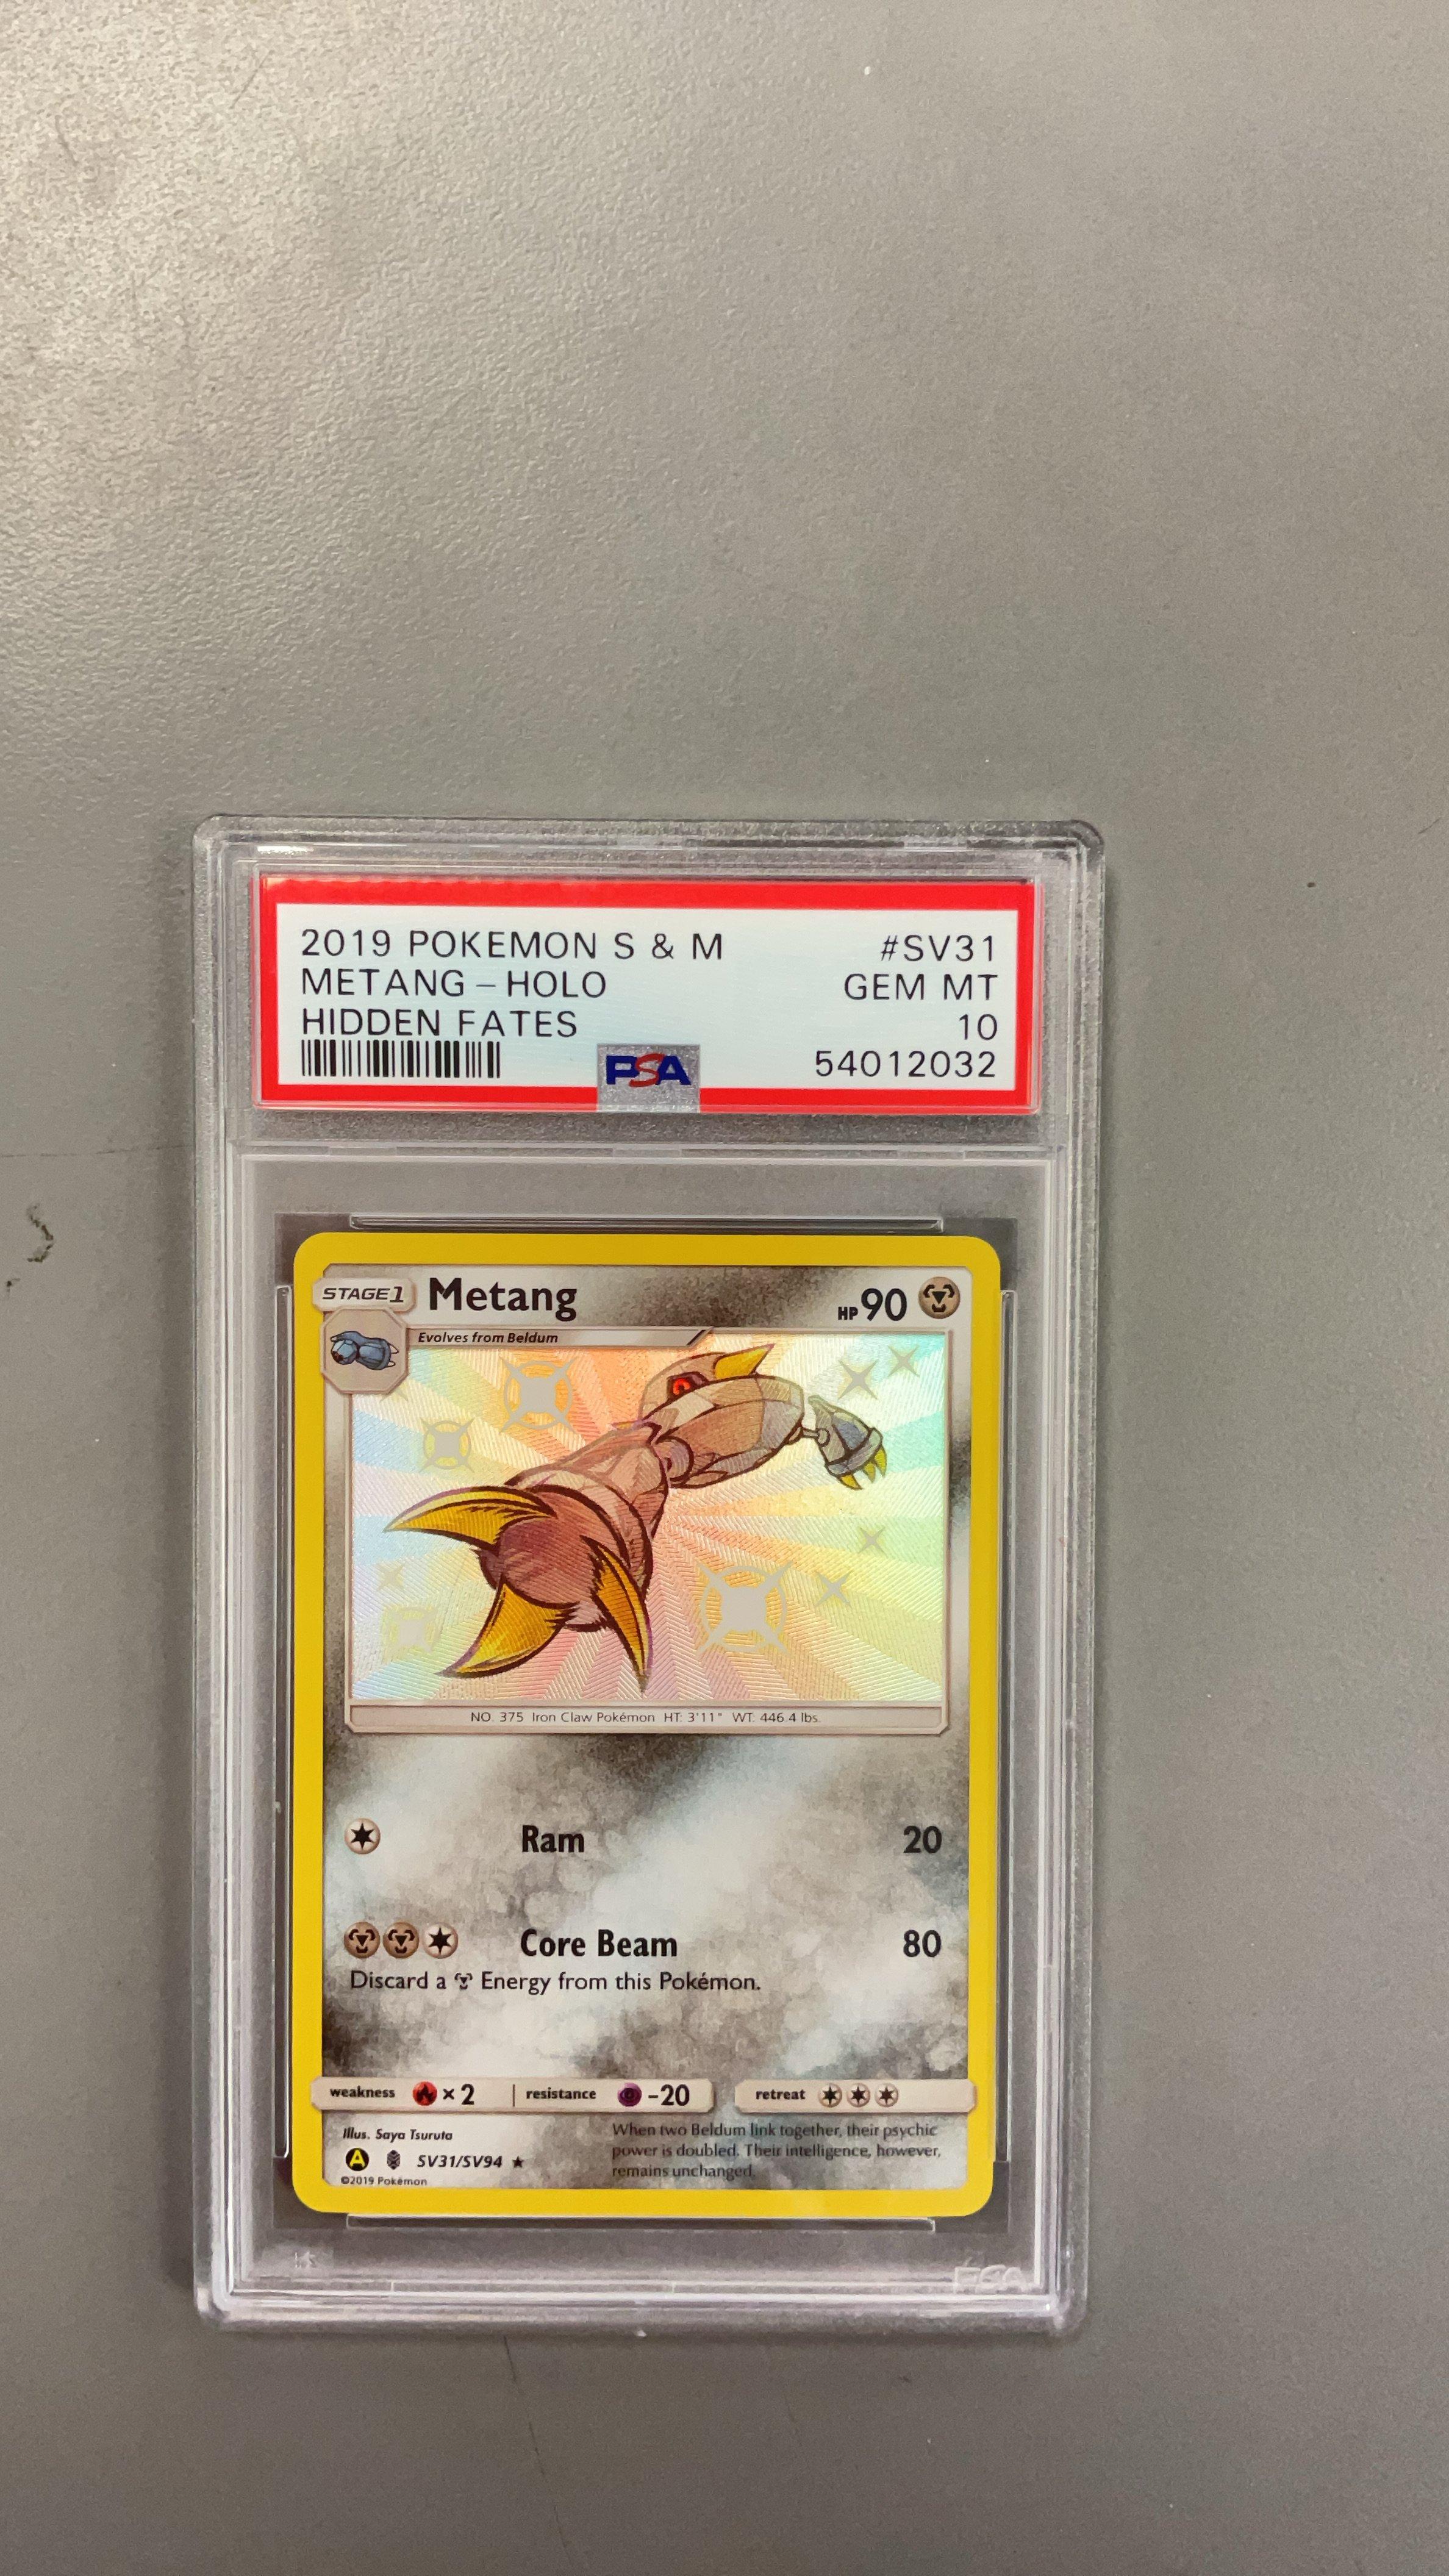 2019 POKEMON S & M #SV31
METANG – HOLO GEM MT
HIDDEN FATES 10
PSA 54012032
STAGE1 Metang HP 90
Evolves from Beldum
NO. 375 Iron Claw Pokémon HT: 3'11" WT: 446.4 lbs.
Ram 20
Core Beam 80
Discard a Energy from this Pokémon.
weakness ×2 resistance -20 retreat
Illus. Saya Tsuruta
A SV31/SV94 ★
©2019 Pokémon
When two Beldum link together, their psychic
power is doubled. Their intelligence, however,
remains unchanged.
PSA